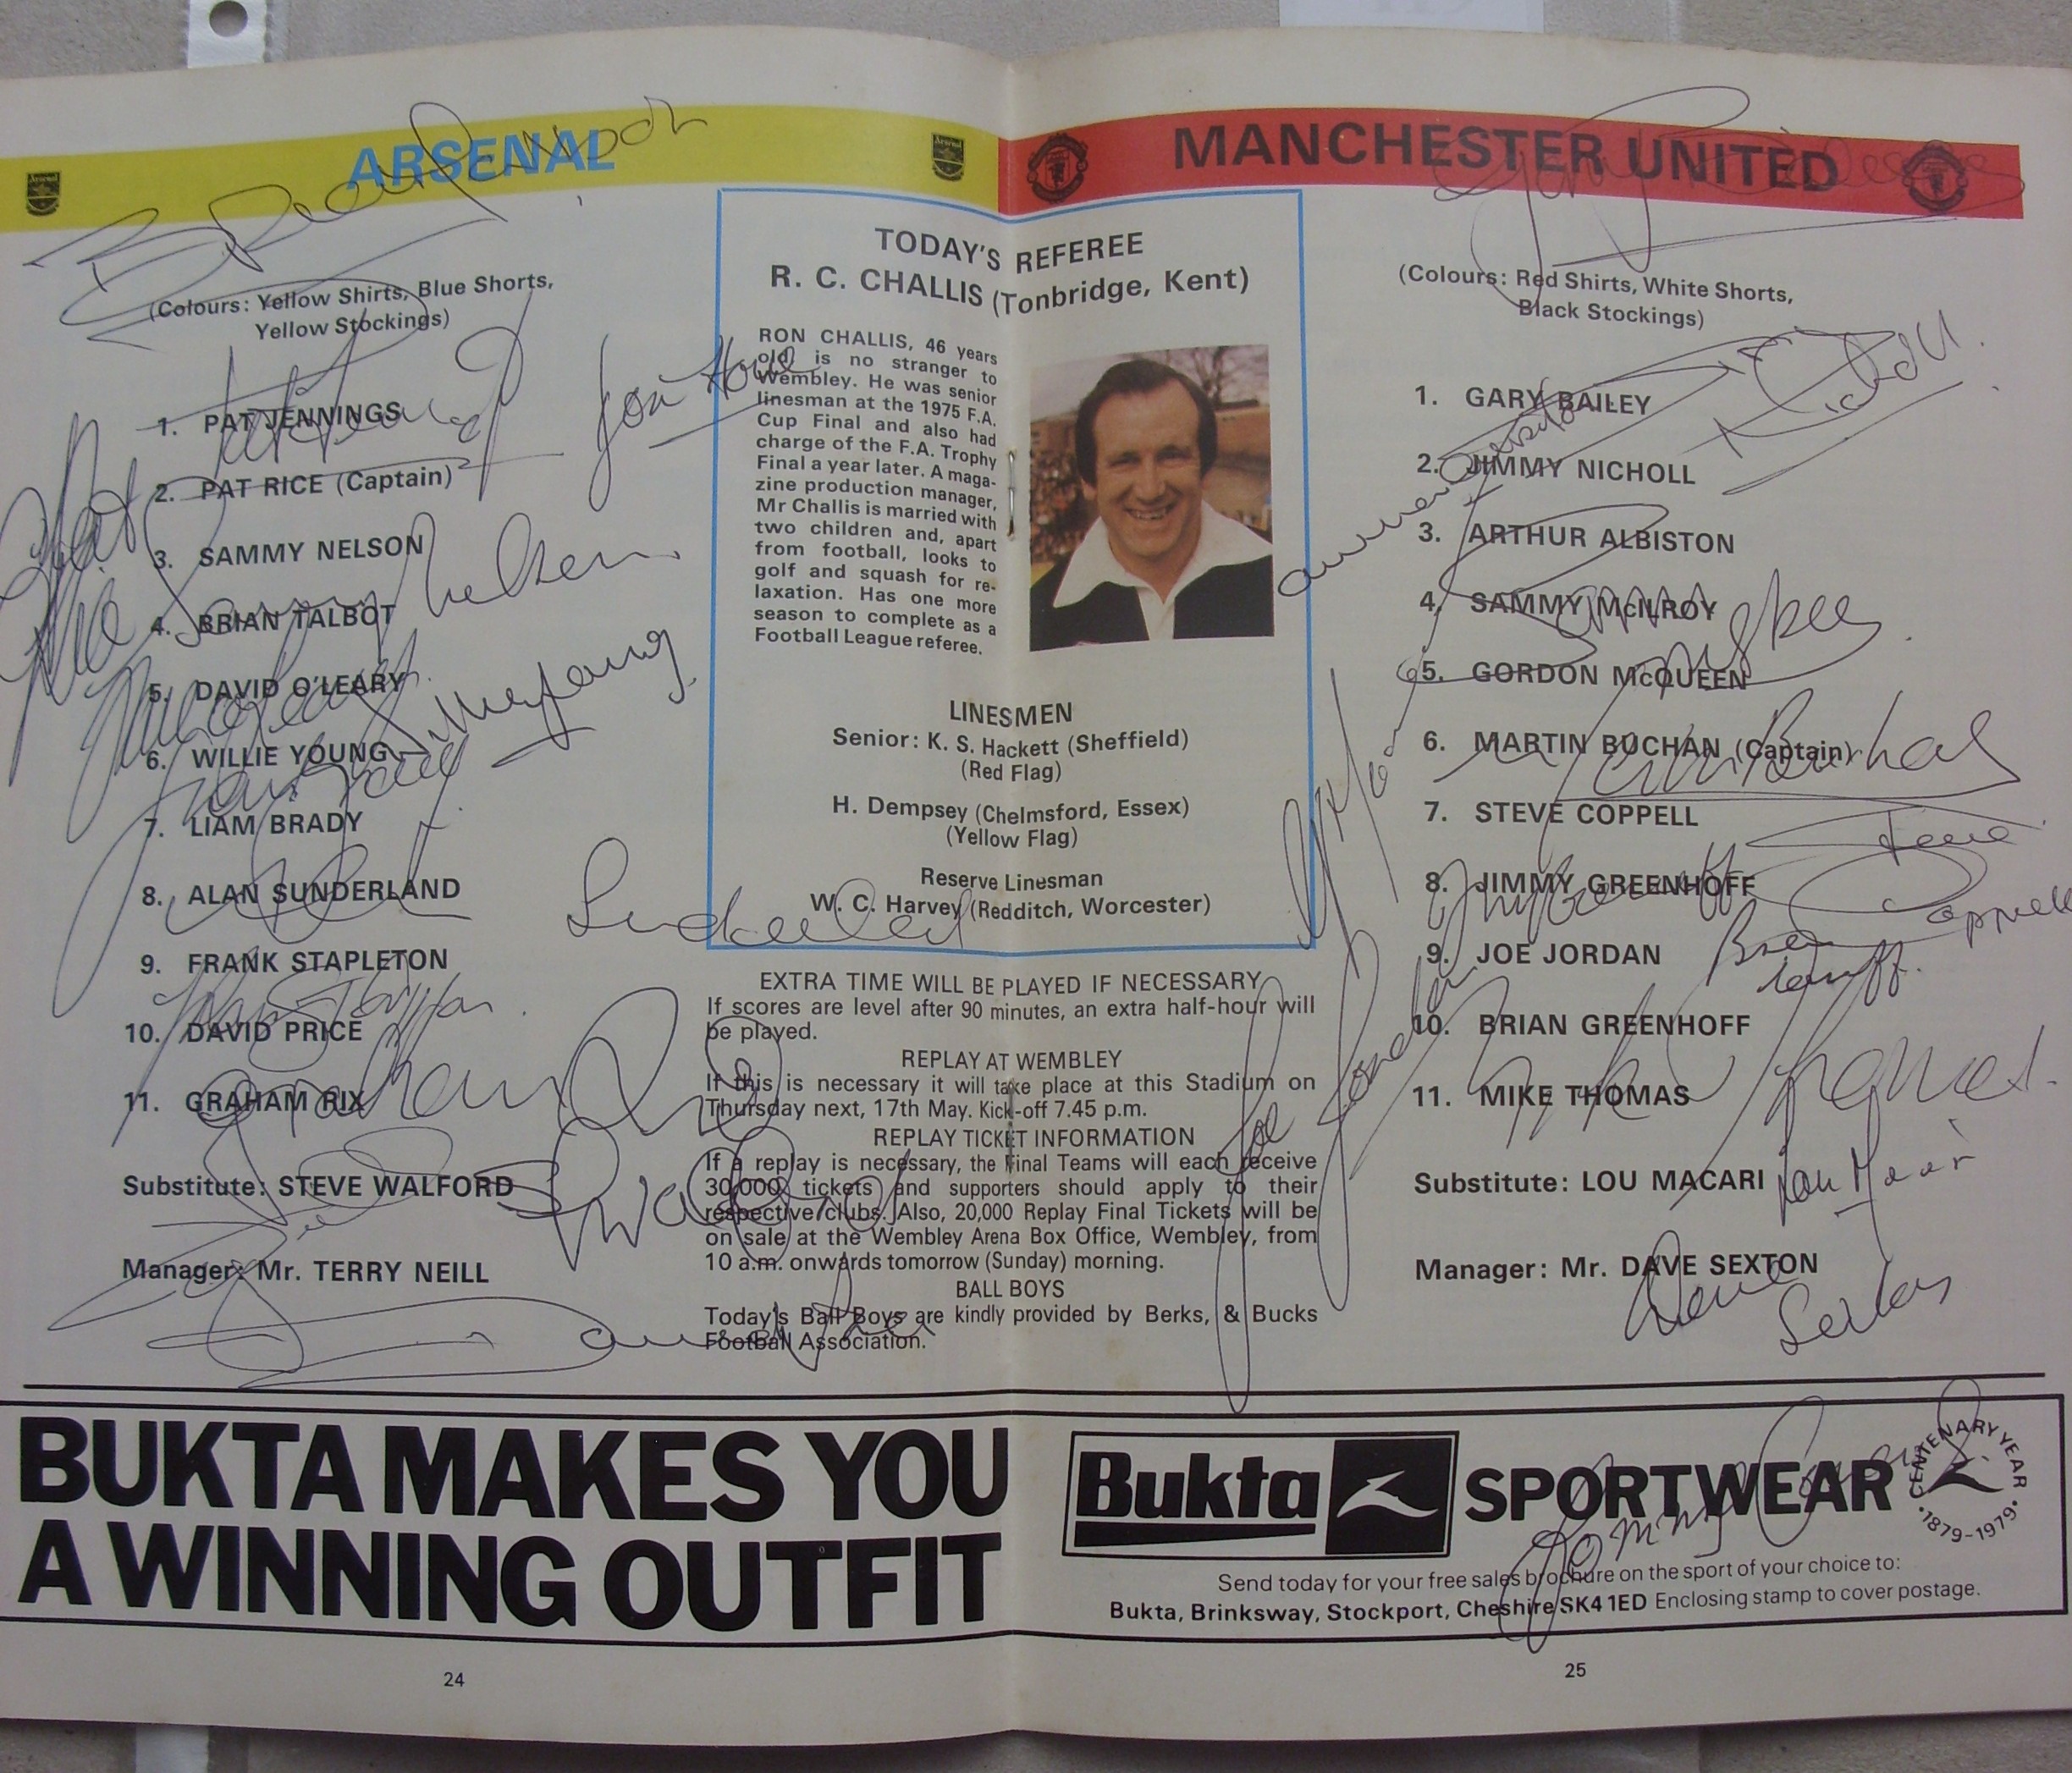 ARSENAL
(Colours: Yellow Shirts, Blue Shorts,
Yellow Stockings)
1. PAT JENNINGS
2. PAT RICE (Captain)
3. SAMMY NELSON
4. BRIAN TALBOT
5. DAVID O'LEARY
6. WILLIE YOUNG
7. LIAM BRADY
8. ALAN SUNDERLAND
9. FRANK STAPLETON
10. DAVID PRICE
11. GRAHAM RIX
Substitute: STEVE WALFORD
Manager: Mr. TERRY NEILL
TODAY'S REFEREE
R. C. CHALLIS (Tonbridge, Kent)
RON CHALLIS, 46 years
old, is no stranger to
Wembley. He was senior
linesman at the 1975 F.A.
Cup Final and also had
charge of the F.A. Trophy
Final a year later. A maga-
zine production manager,
Mr Challis is married with
two children and, apart
from football, looks to
golf and squash for re-
laxation. Has one more
season to complete as a
Football League referee.
LINESMEN
Senior: K. S. Hackett (Sheffield)
(Red Flag)
H. Dempsey (Chelmsford, Essex)
(Yellow Flag)
Reserve Linesman
W. C. Harvey (Redditch, Worcester)
EXTRA TIME WILL BE PLAYED IF NECESSARY
If scores are level after 90 minutes, an extra half-hour will
be played.
REPLAY AT WEMBLEY
If this is necessary it will take place at this Stadium on
Thursday next, 17th May. Kick-off 7.45 p.m.
REPLAY TICKET INFORMATION
If a replay is necessary, the Final Teams will each receive
30,000 tickets and supporters should apply to their
respective clubs. Also, 20,000 Replay Final Tickets will be
on sale at the Wembley Arena Box Office, Wembley, from
10 a.m. onwards tomorrow (Sunday) morning.
BALL BOYS
Today's Ball Boys are kindly provided by Berks, & Bucks
Football Association.
MANCHESTER UNITED
(Colours: Red Shirts, White Shorts,
Black Stockings)
1. GARY BAILEY
2. JIMMY NICHOLL
3. ARTHUR ALBISTON
4. SAMMY McILROY
5. GORDON McQUEEN
6. MARTIN BUCHAN (Captain)
7. STEVE COPPELL
8. JIMMY GREENHOFF
9. JOE JORDAN
10. BRIAN GREENHOFF
11. MIKE THOMAS
Substitute: LOU MACARI
Lou Macari
Manager: Mr. DAVE SEXTON
Dave
Sexton
BUKTA MAKES YOU
A WINNING OUTFIT
Bukta SPORTSWEAR
CENTENARY YEAR
1879-1979
Send today for your free sales brochure on the sport of your choice to:
Bukta, Brinksway, Stockport, Cheshire SK4 1ED Enclosing stamp to cover postage.
24
25